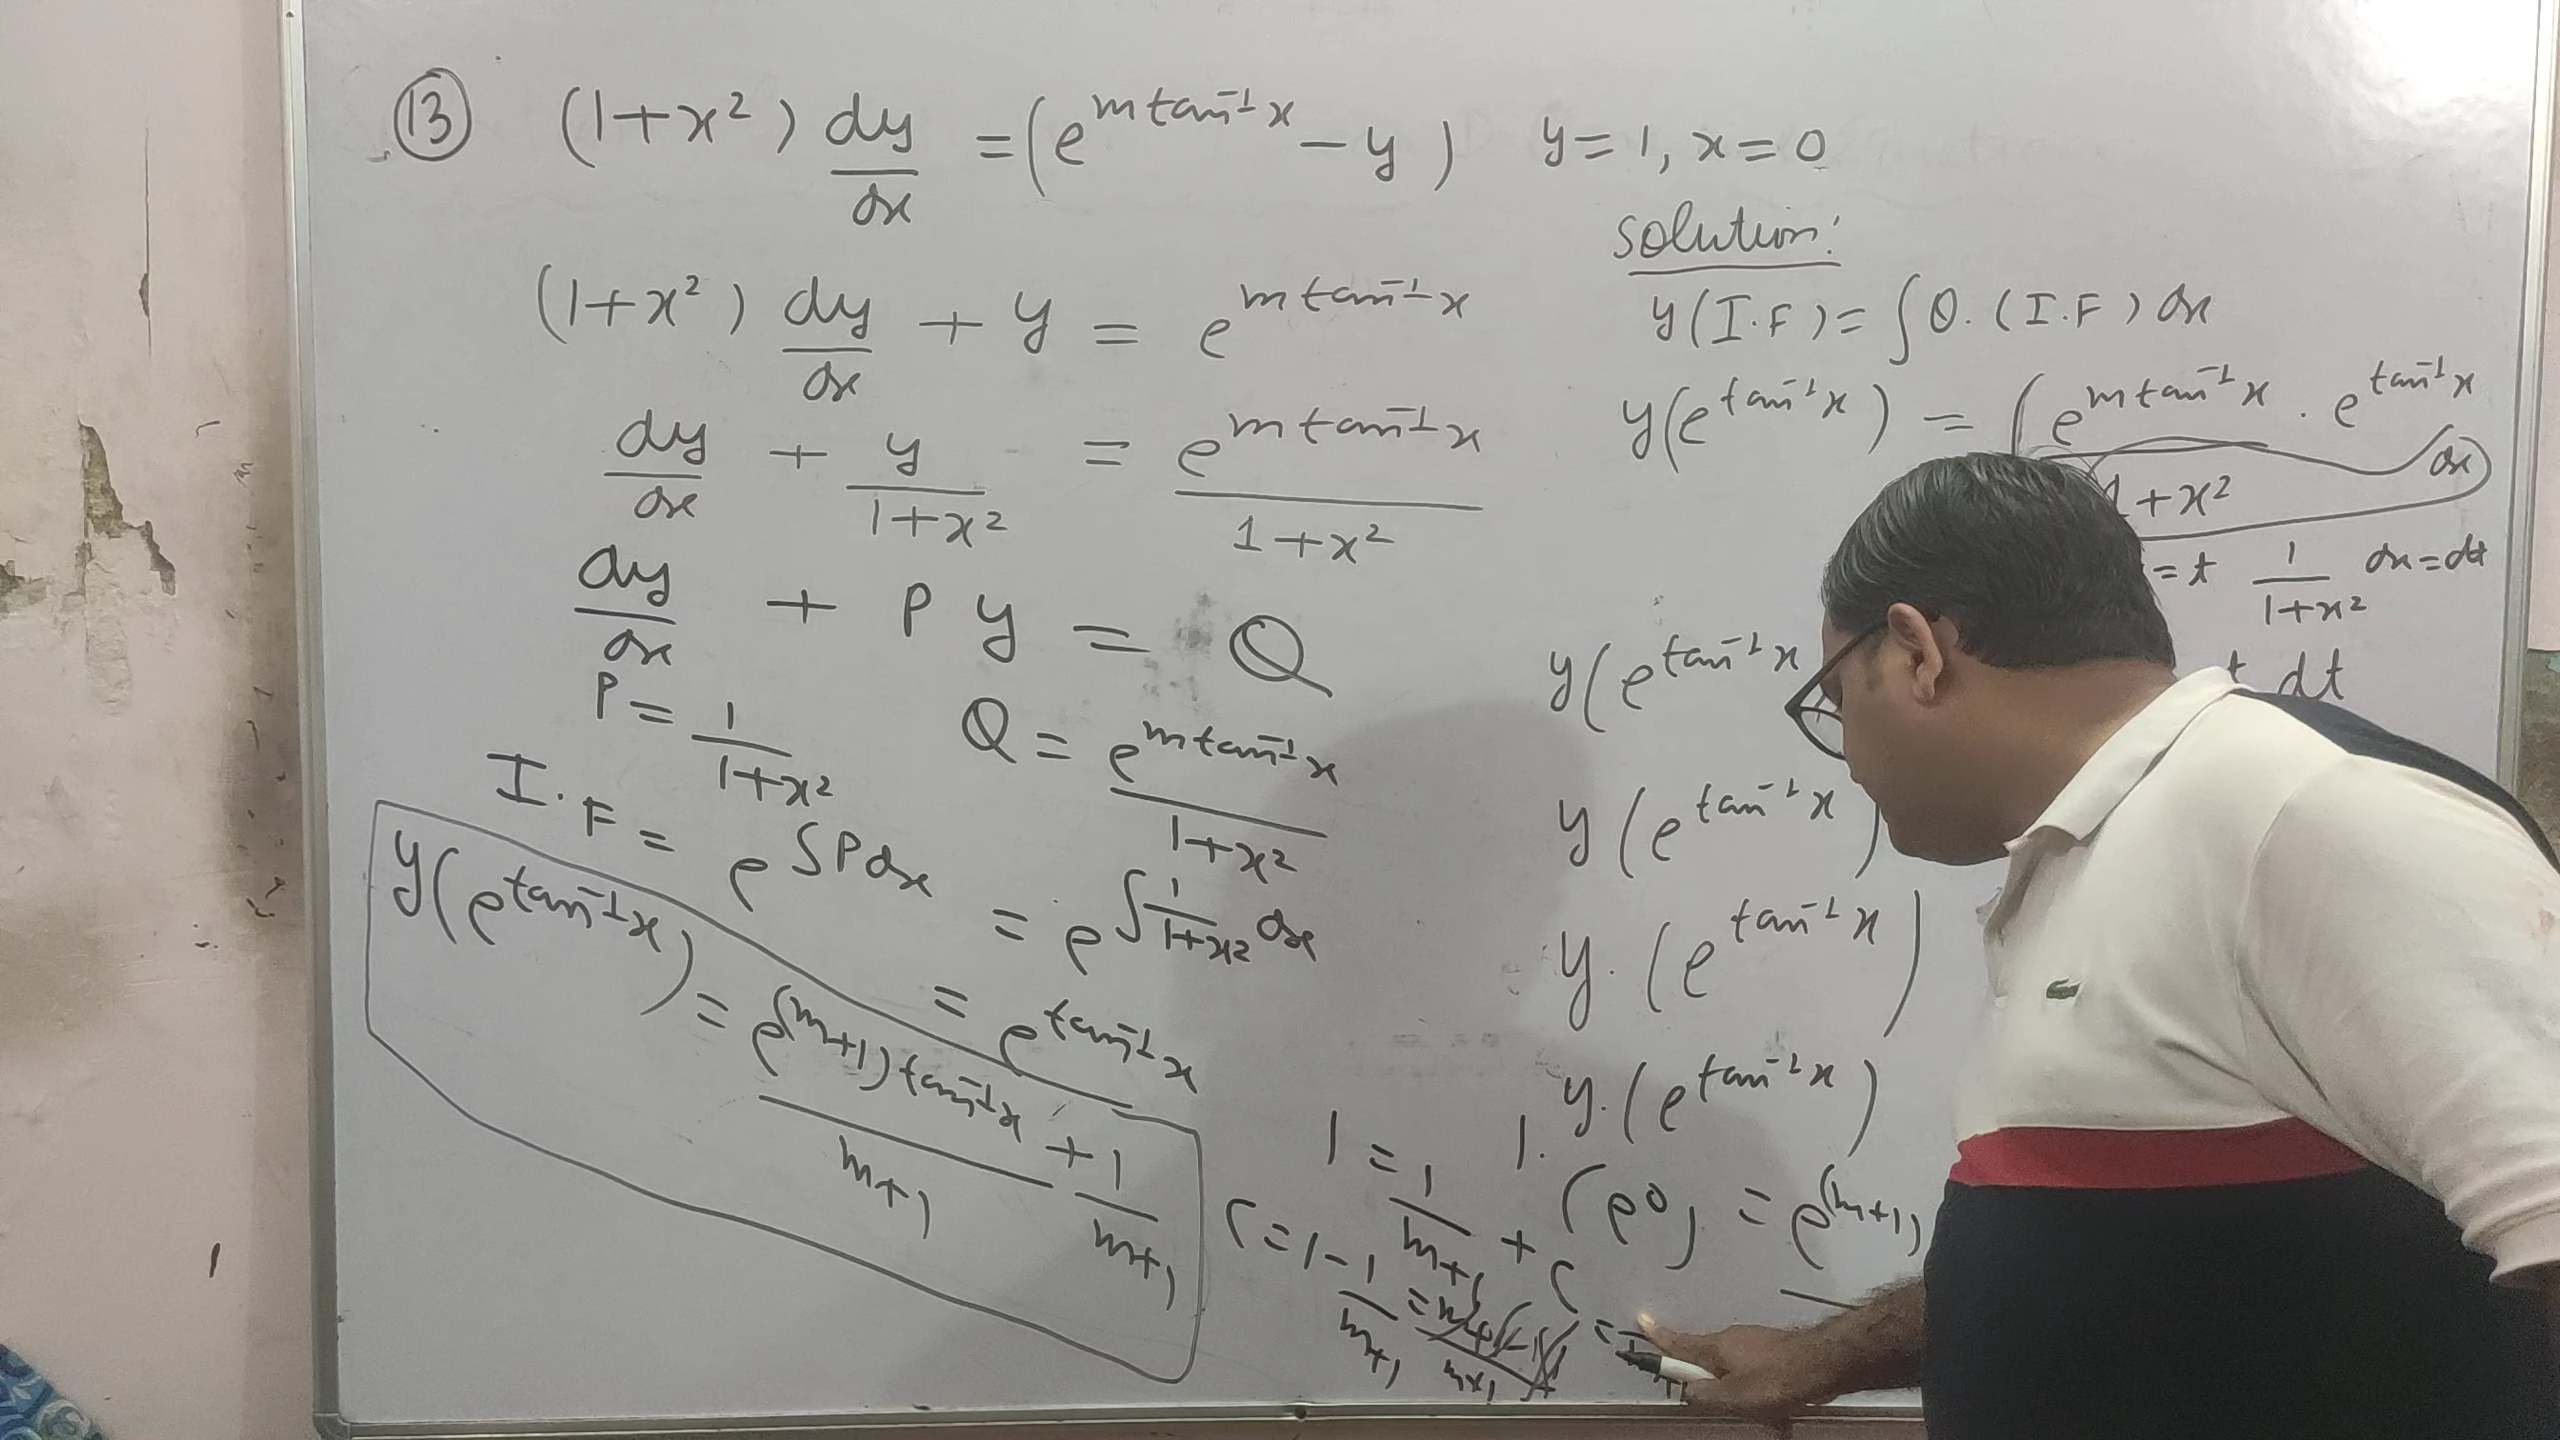 ⑬ (1+x²) dy/dx = (e^(m tan⁻¹x) − y) y=1, x=0
(1+x²) dy/dx + y = e^(m tan⁻¹x)
dy/dx + y/(1+x²) = e^(m tan⁻¹x)/(1+x²)
dy/dx + P y = Q
P = 1/(1+x²) Q = e^(m tan⁻¹x)/(1+x²)
I.F = e^(∫Pdx) = e^(∫1/(1+x²) dx)
= e^(tan⁻¹x)
y(e^(tan⁻¹x)) = e^((m+1)tan⁻¹x)/(m+1) + 1/(m+1)
Solution:
y(I.F) = ∫Q.(I.F) dx
y(e^(tan⁻¹x)) = ∫ e^(m tan⁻¹x) . e^(tan⁻¹x)
1+x² dx
= t 1/(1+x²) dx = dt
y(e^(tan⁻¹x) t dt
y(e^(tan⁻¹x))
y.(e^(tan⁻¹x))
y.(e^(tan⁻¹x))
1.(e⁰) = e^((m+1)
1 = 1/(m+1) + C
C = 1 − 1/(m+1) =